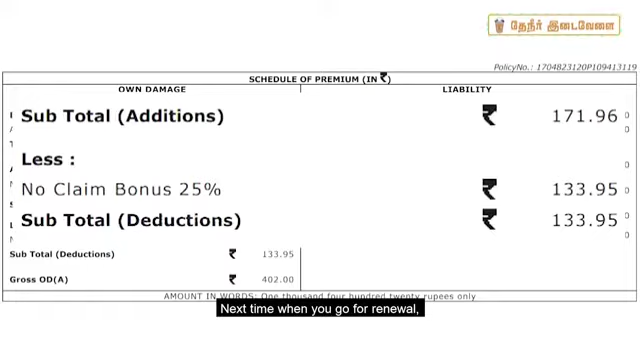 தேநீர் இடைவேளை
PolicyNo.: 1704823120P109413119
SCHEDULE OF PREMIUM (IN ₹)
OWN DAMAGE LIABILITY
Sub Total (Additions) ₹ 171.96
Less :
No Claim Bonus 25% ₹ 133.95
Sub Total (Deductions) ₹ 133.95
Sub Total (Deductions) ₹ 133.95
Gross OD(A) ₹ 402.00
AMOUNT IN WORDS: One thousand four hundred twenty rupees only
Next time when you go for renewal,